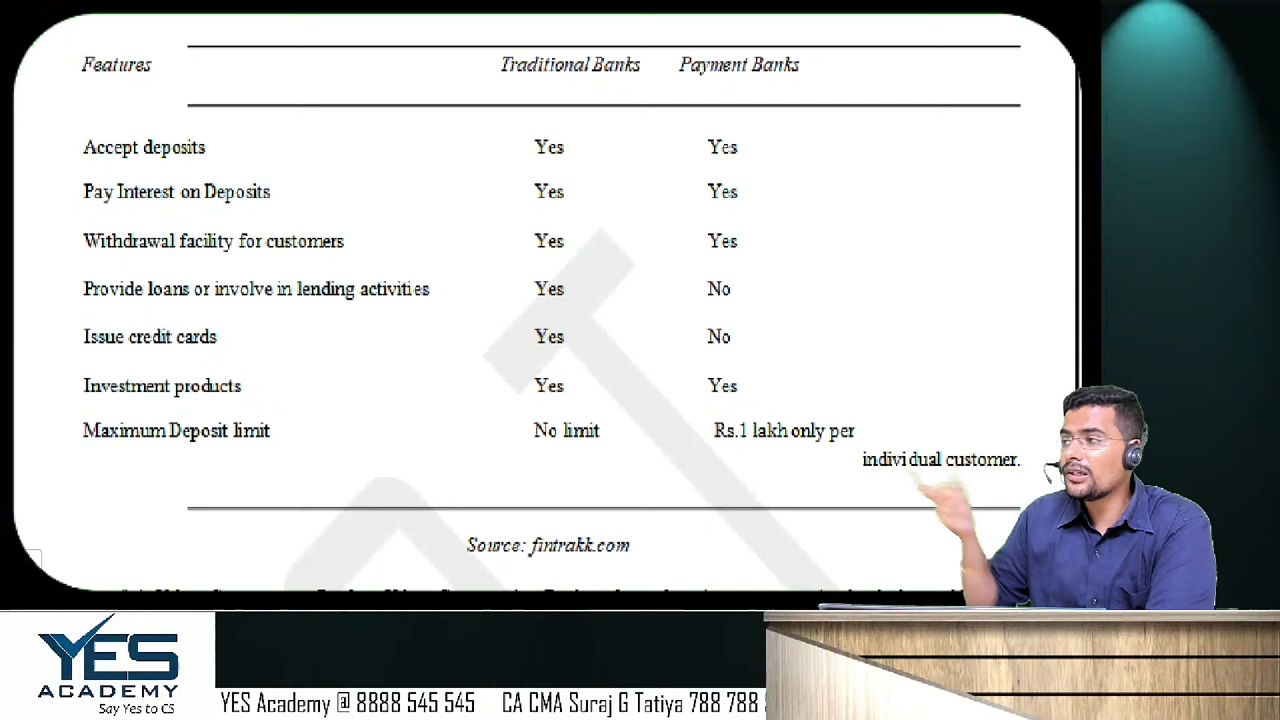 Features Traditional Banks Payment Banks
Accept deposits Yes Yes
Pay Interest on Deposits Yes Yes
Withdrawal facility for customers Yes Yes
Provide loans or involve in lending activities Yes No
Issue credit cards Yes No
Investment products Yes Yes
Maximum Deposit limit No limit Rs.1 lakh only per
individual customer.
Source: fintrakk.com
YES
ACADEMY
Say Yes to CS
YES Academy @ 8888 545 545 CA CMA Suraj G Tatiya 788 788